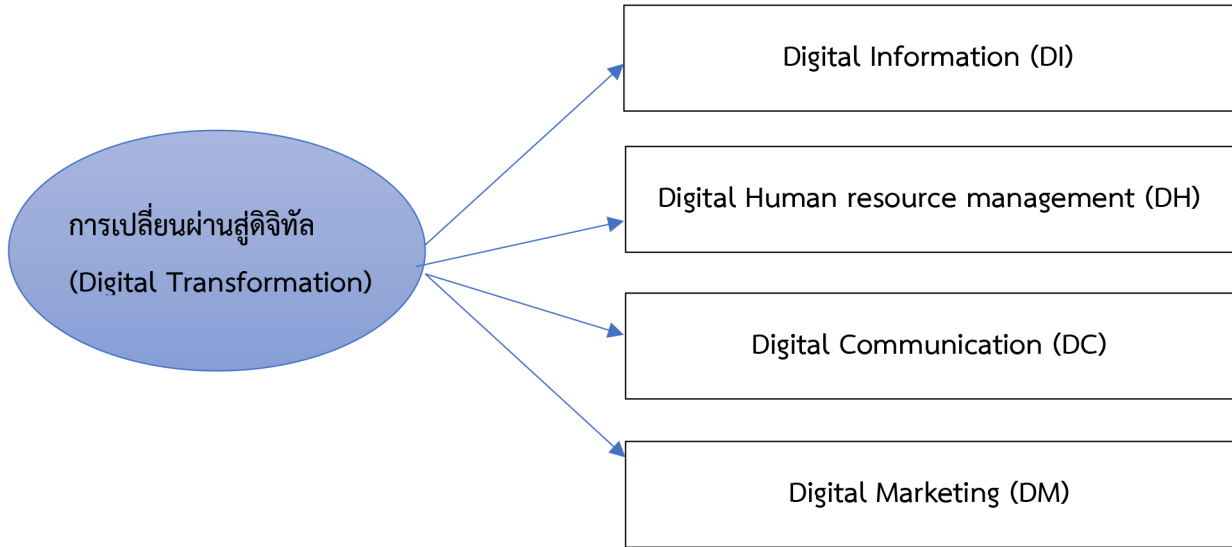 การเปลี่ยนผ่านสู่ดิจิทัล
(Digital Transformation)
Digital Information (DI)
Digital Human resource management (DH)
Digital Communication (DC)
Digital Marketing (DM)